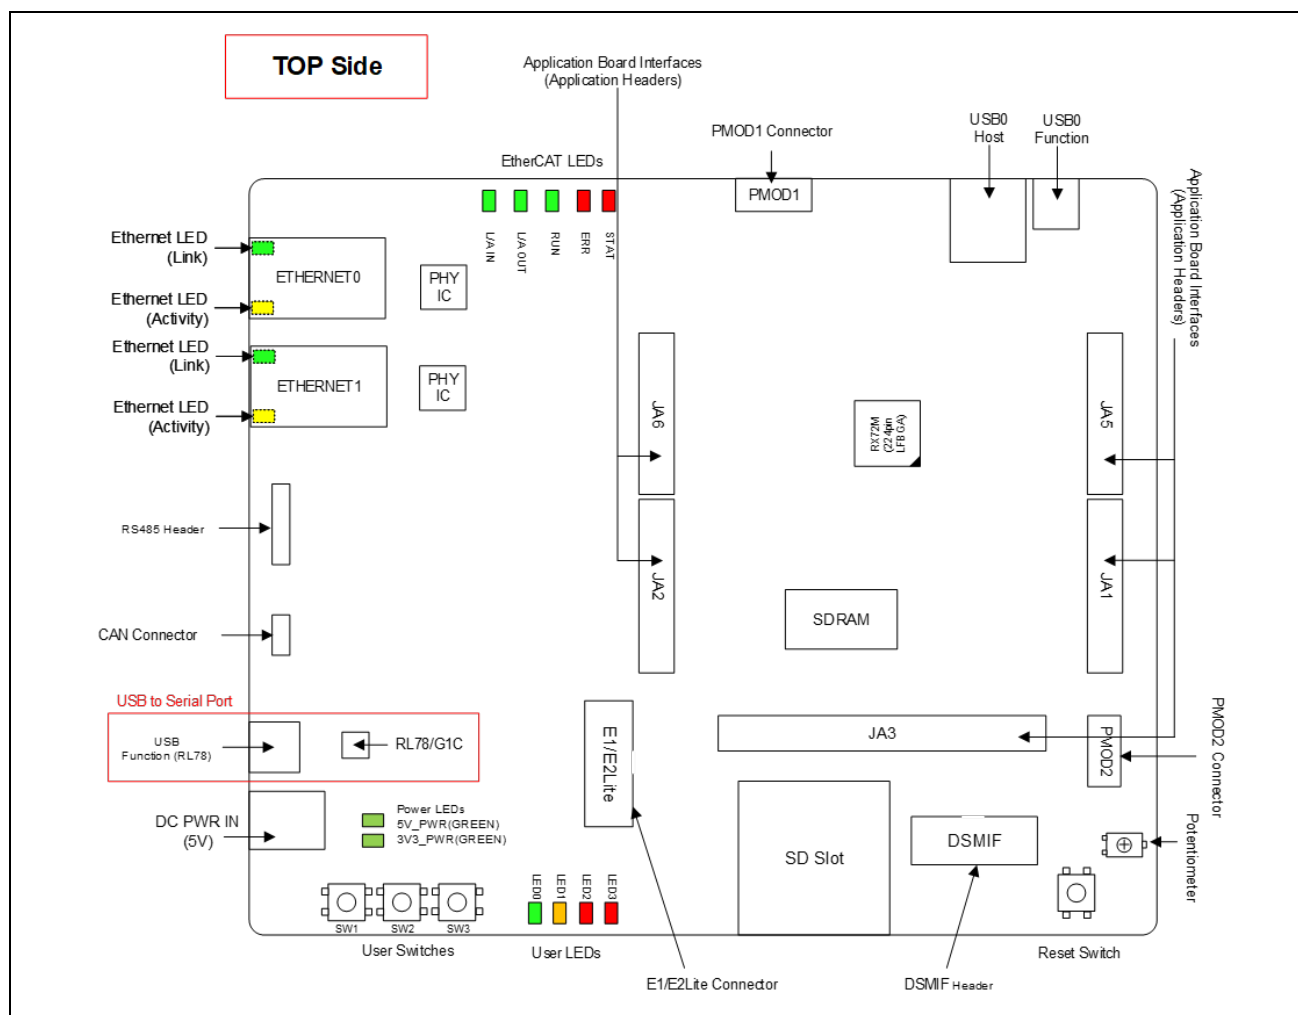 TOP Side
Application Board Interfaces
(Application Headers)
PMOD1 Connector
USB0
Host
USB0
Function
EtherCAT LEDs
PMOD1
L/A IN
L/A OUT
RUN
ERR
STAT
Application Board Interfaces
(Application Headers)
Ethernet LED
(Link)
ETHERNET0
PHY
IC
Ethernet LED
(Activity)
Ethernet LED
(Link)
ETHERNET1
PHY
IC
Ethernet LED
(Activity)
JA6
RX72M
(224pin
LFBGA)
JA5
RS485 Header
JA2
JA1
SDRAM
CAN Connector
USB to Serial Port
USB
Function (RL78)
RL78/G1C
E1/E2Lite
JA3
PMOD2
PMOD2 Connector
DC PWR IN
(5V)
Power LEDs
5V_PWR(GREEN)
3V3_PWR(GREEN)
SD Slot
DSMIF
Potentiometer
LED0
LED1
LED2
LED3
SW1
SW2
SW3
User Switches
User LEDs
Reset Switch
E1/E2Lite Connector
DSMIF Header